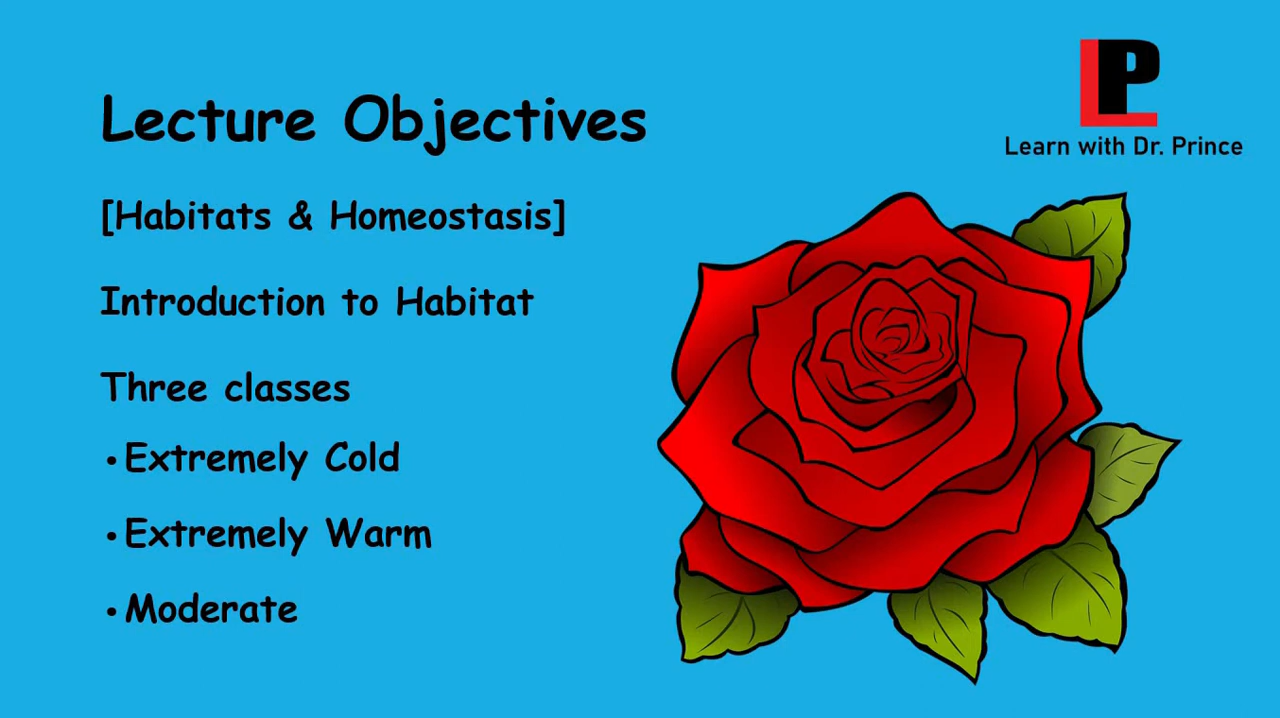 LP
Learn with Dr. Prince
Lecture Objectives
[Habitats & Homeostasis]
Introduction to Habitat
Three classes
• Extremely Cold
• Extremely Warm
• Moderate